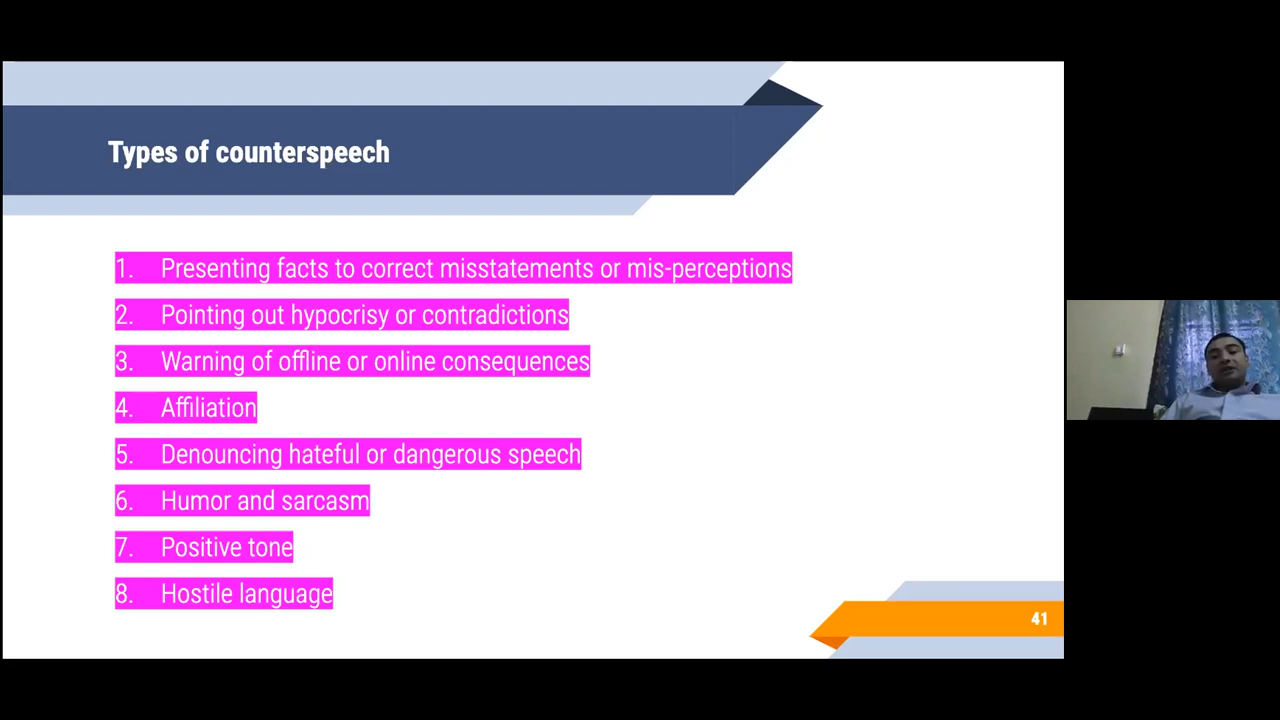 Types of counterspeech
1. Presenting facts to correct misstatements or mis-perceptions
2. Pointing out hypocrisy or contradictions
3. Warning of offline or online consequences
4. Affiliation
5. Denouncing hateful or dangerous speech
6. Humor and sarcasm
7. Positive tone
8. Hostile language
41